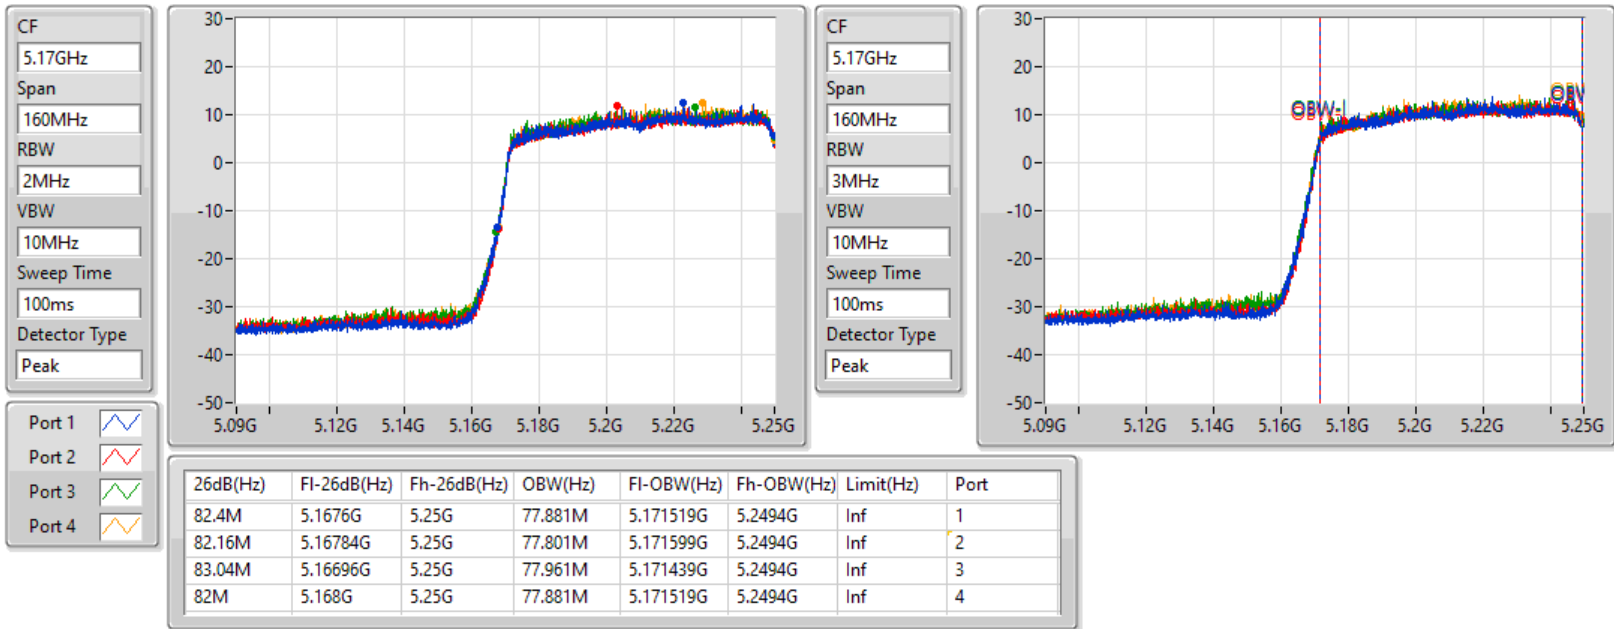 CF
5.17GHz
Span
160MHz
RBW
2MHz
VBW
10MHz
Sweep Time
100ms
Detector Type
Peak
30
20
10
0
-10
-20
-30
-40
-50
5.09G 5.12G 5.14G 5.16G 5.18G 5.2G 5.22G 5.25G
CF
5.17GHz
Span
160MHz
RBW
3MHz
VBW
10MHz
Sweep Time
100ms
Detector Type
Peak
30
20
10
0
-10
-20
-30
-40
-50
OBW-l
OBV
5.09G 5.12G 5.14G 5.16G 5.18G 5.2G 5.22G 5.25G
Port 1
Port 2
Port 3
Port 4
26dB(Hz) Fl-26dB(Hz) Fh-26dB(Hz) OBW(Hz) Fl-OBW(Hz) Fh-OBW(Hz) Limit(Hz) Port
82.4M 5.1676G 5.25G 77.881M 5.171519G 5.2494G Inf 1
82.16M 5.16784G 5.25G 77.801M 5.171599G 5.2494G Inf 2
83.04M 5.16696G 5.25G 77.961M 5.171439G 5.2494G Inf 3
82M 5.168G 5.25G 77.881M 5.171519G 5.2494G Inf 4